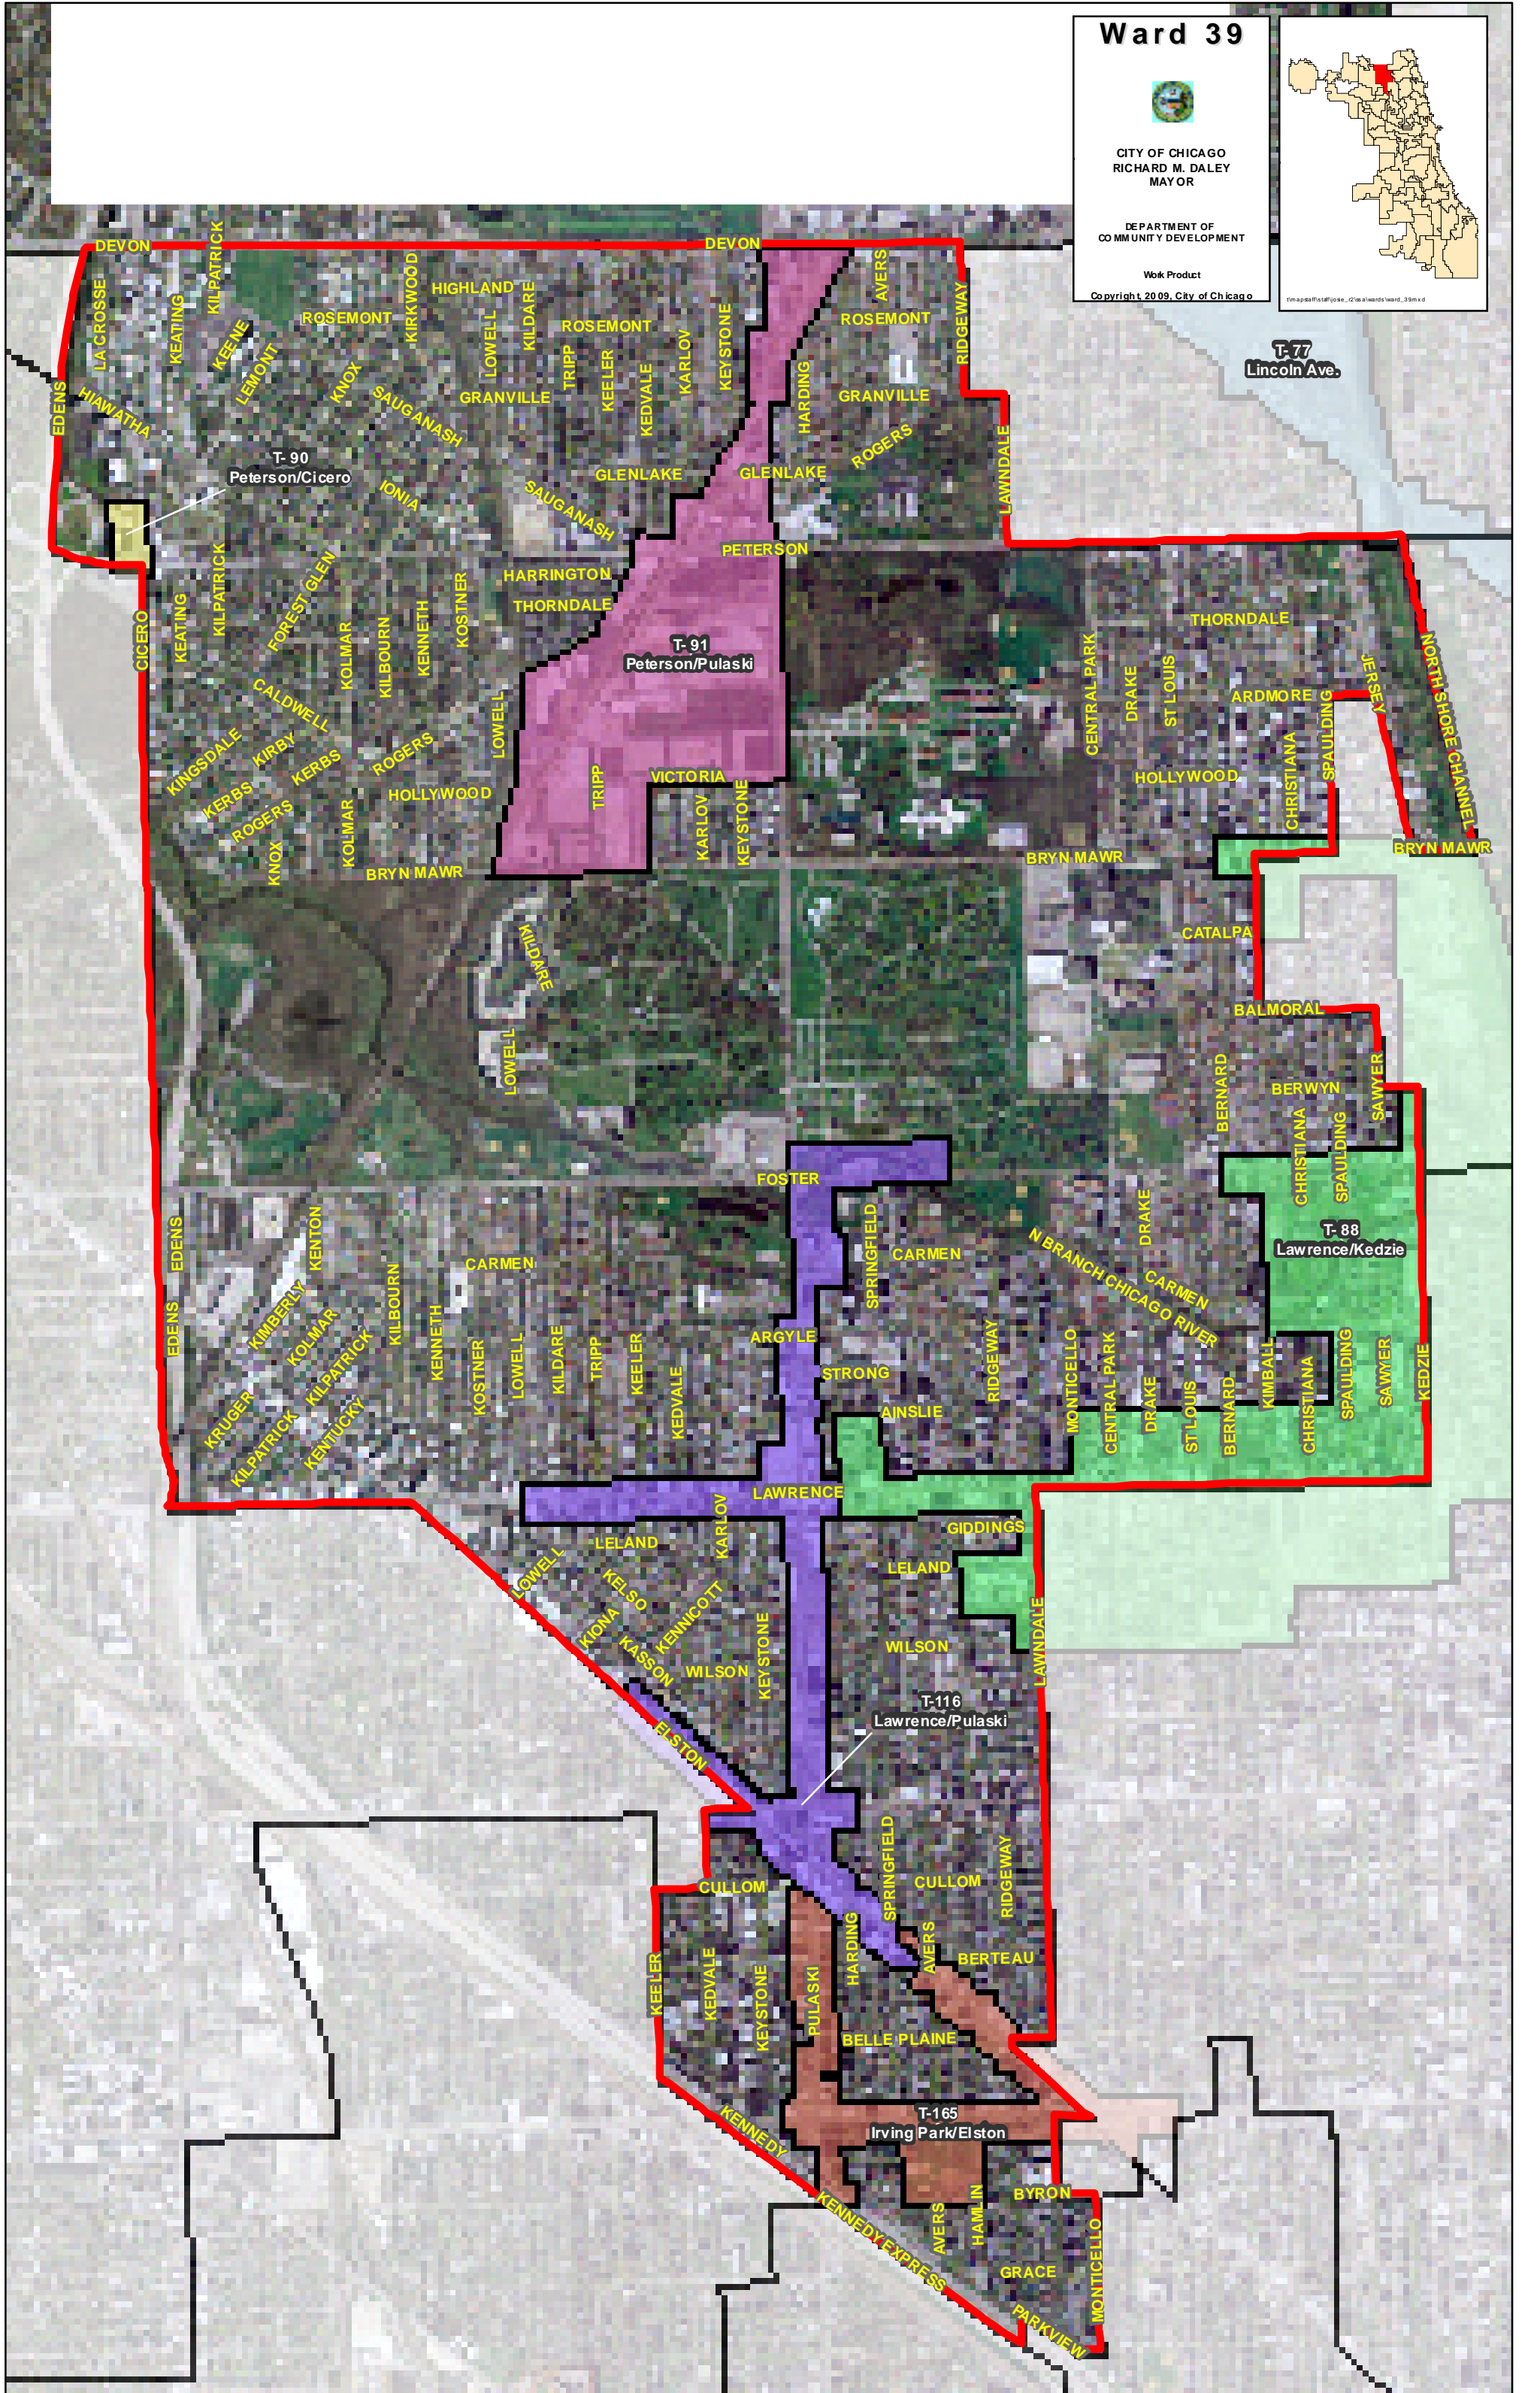 Ward 39
CITY OF CHICAGO
RICHARD M. DALEY
MAYOR
DEPARTMENT OF
COMMUNITY DEVELOPMENT
Work Product
Copyright, 2009, City of Chicago
T-77
Lincoln Ave.
DEVON
DEVON
LA CROSSE
KEATING
KILPATRICK
KEENE
LEMONT
ROSEMONT
KIRKWOOD
HIGHLAND
LOWELL
KILDARE
ROSEMONT
TRIPP
KEELER
KEDVALE
KARLOV
KEYSTONE
AVERS
ROSEMONT
RIDGEWAY
EDENS
HIAWATHA
KNOX
SAUGANASH
GRANVILLE
HARDING
GRANVILLE
ROGERS
LAWNDALE
T-90
Peterson/Cicero
IONIA
SAUGANASH
GLENLAKE
GLENLAKE
PETERSON
CICERO
KEATING
KILPATRICK
FOREST GLEN
KOLMAR
KILBOURN
KENNETH
KOSTNER
HARRINGTON
THORNDALE
T-91
Peterson/Pulaski
CENTRAL PARK
DRAKE
ST LOUIS
THORNDALE
ARDMORE
SPAULDING
JERSEY
NORTH SHORE CHANNEL
CALDWELL
KINGSDALE
KIRBY
KERBS
KERBS
ROGERS
ROGERS
LOWELL
HOLLYWOOD
KOLMAR
KNOX
TRIPP
VICTORIA
KARLOV
KEYSTONE
HOLLYWOOD
CHRISTIANA
BRYN MAWR
BRYN MAWR
BRYN MAWR
KILDARE
CATALPA
LOWELL
BALMORAL
BERNARD
BERWYN
SAWYER
CHRISTIANA
SPAULDING
FOSTER
EDENS
KENTON
CARMEN
SPRINGFIELD
CARMEN
N BRANCH CHICAGO RIVER
DRAKE
CARMEN
T-88
Lawrence/Kedzie
EDENS
KIMBERLY
KOLMAR
KILPATRICK
KILBOURN
KENNETH
KOSTNER
LOWELL
KILDARE
TRIPP
KEELER
KEDVALE
ARGYLE
STRONG
AINSLIE
RIDGEWAY
MONTICELLO
CENTRAL PARK
DRAKE
ST LOUIS
BERNARD
KIMBALL
CHRISTIANA
SPAULDING
SAWYER
KEDZIE
KRUGER
KILPATRICK
KENTUCKY
LAWRENCE
KARLOV
LELAND
LOWELL
KELSO
KIONA
KENNICOTT
KASSON
WILSON
KEYSTONE
GIDDINGS
LELAND
WILSON
LAWNDALE
T-116
Lawrence/Pulaski
ELSTON
CULLOM
SPRINGFIELD
CULLOM
RIDGEWAY
KEELER
KEDVALE
KEYSTONE
PULASKI
HARDING
AVERS
BERTEAU
BELLE PLAINE
KENNEDY
T-165
Irving Park/Elston
BYRON
KENNEDY EXPRESS
AVERS
HAMLIN
GRACE
MONTICELLO
PARKVIEW